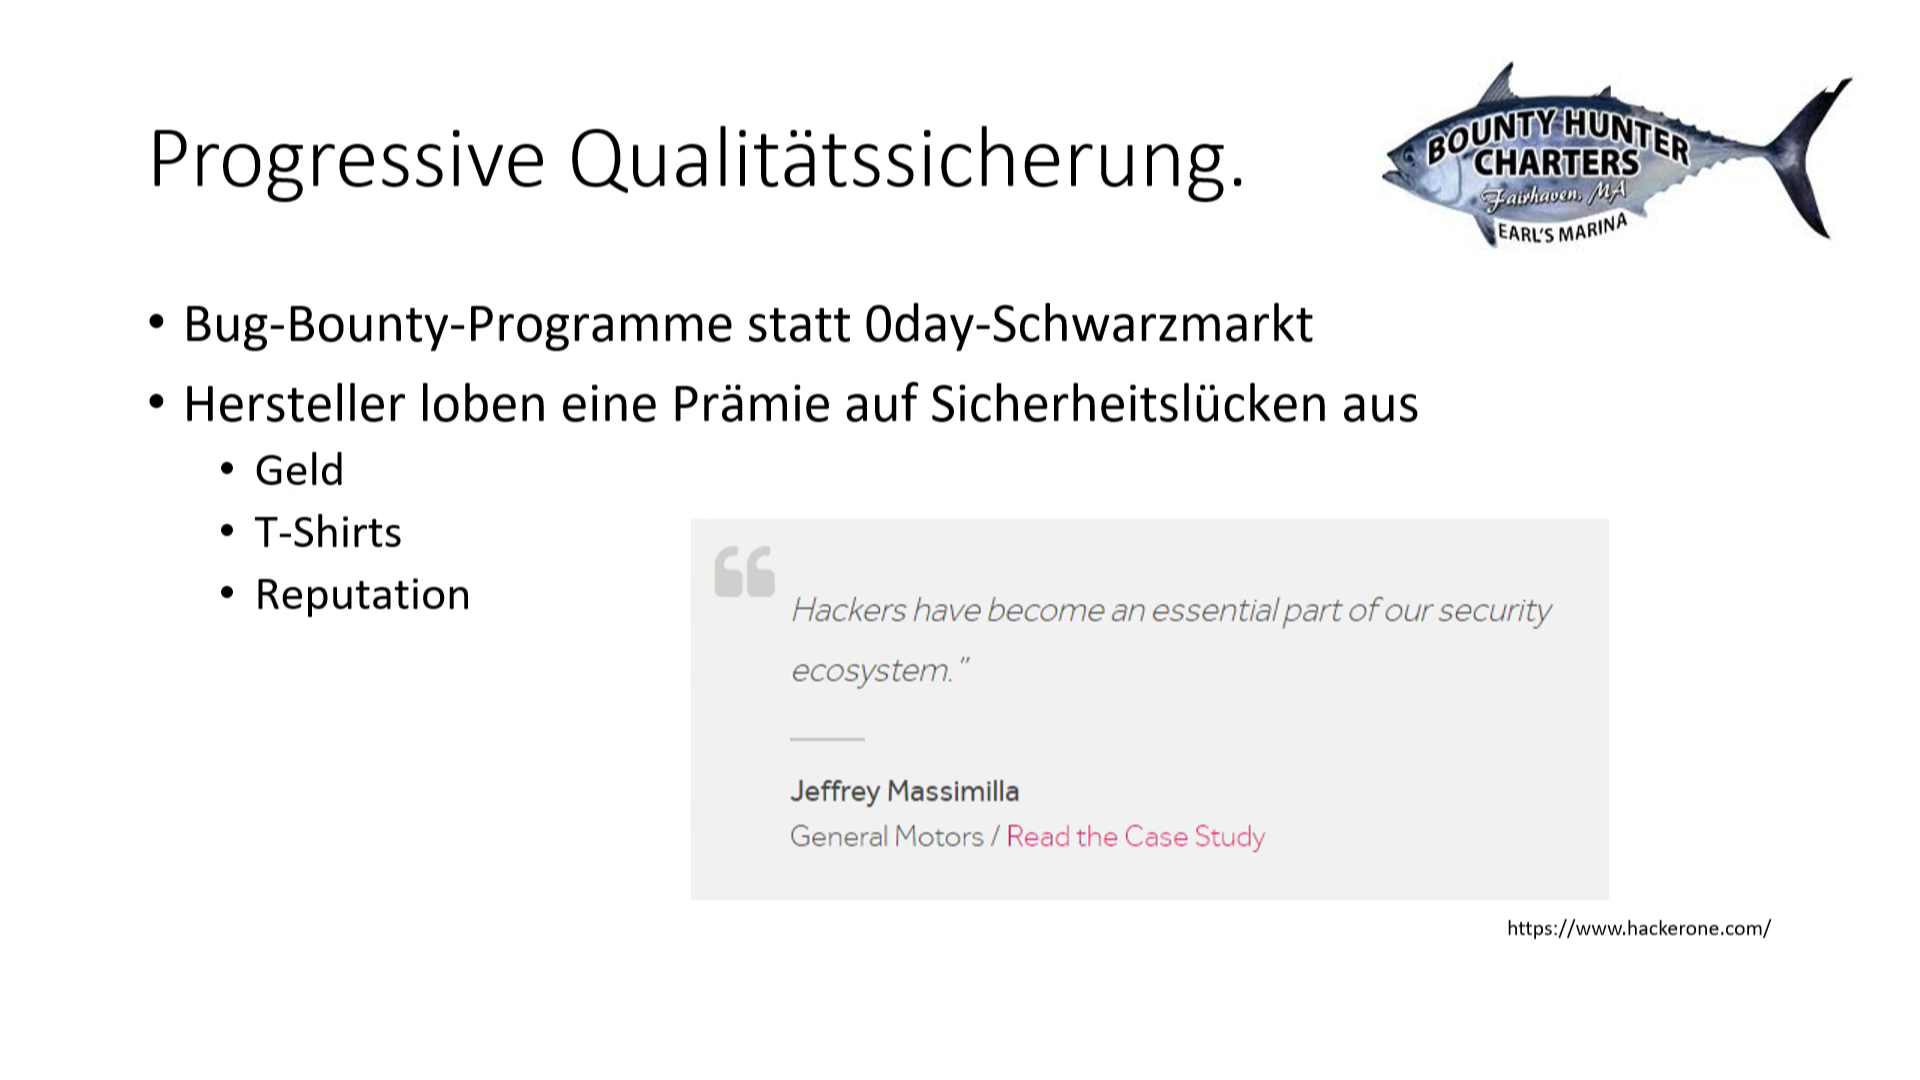 Progressive Qualitätssicherung.
BOUNTY HUNTER
CHARTERS
Fairhaven, MA
EARL'S MARINA
• Bug-Bounty-Programme statt 0day-Schwarzmarkt
• Hersteller loben eine Prämie auf Sicherheitslücken aus
• Geld
• T-Shirts
• Reputation
“
Hackers have become an essential part of our security
ecosystem."
Jeffrey Massimilla
General Motors / Read the Case Study
https://www.hackerone.com/